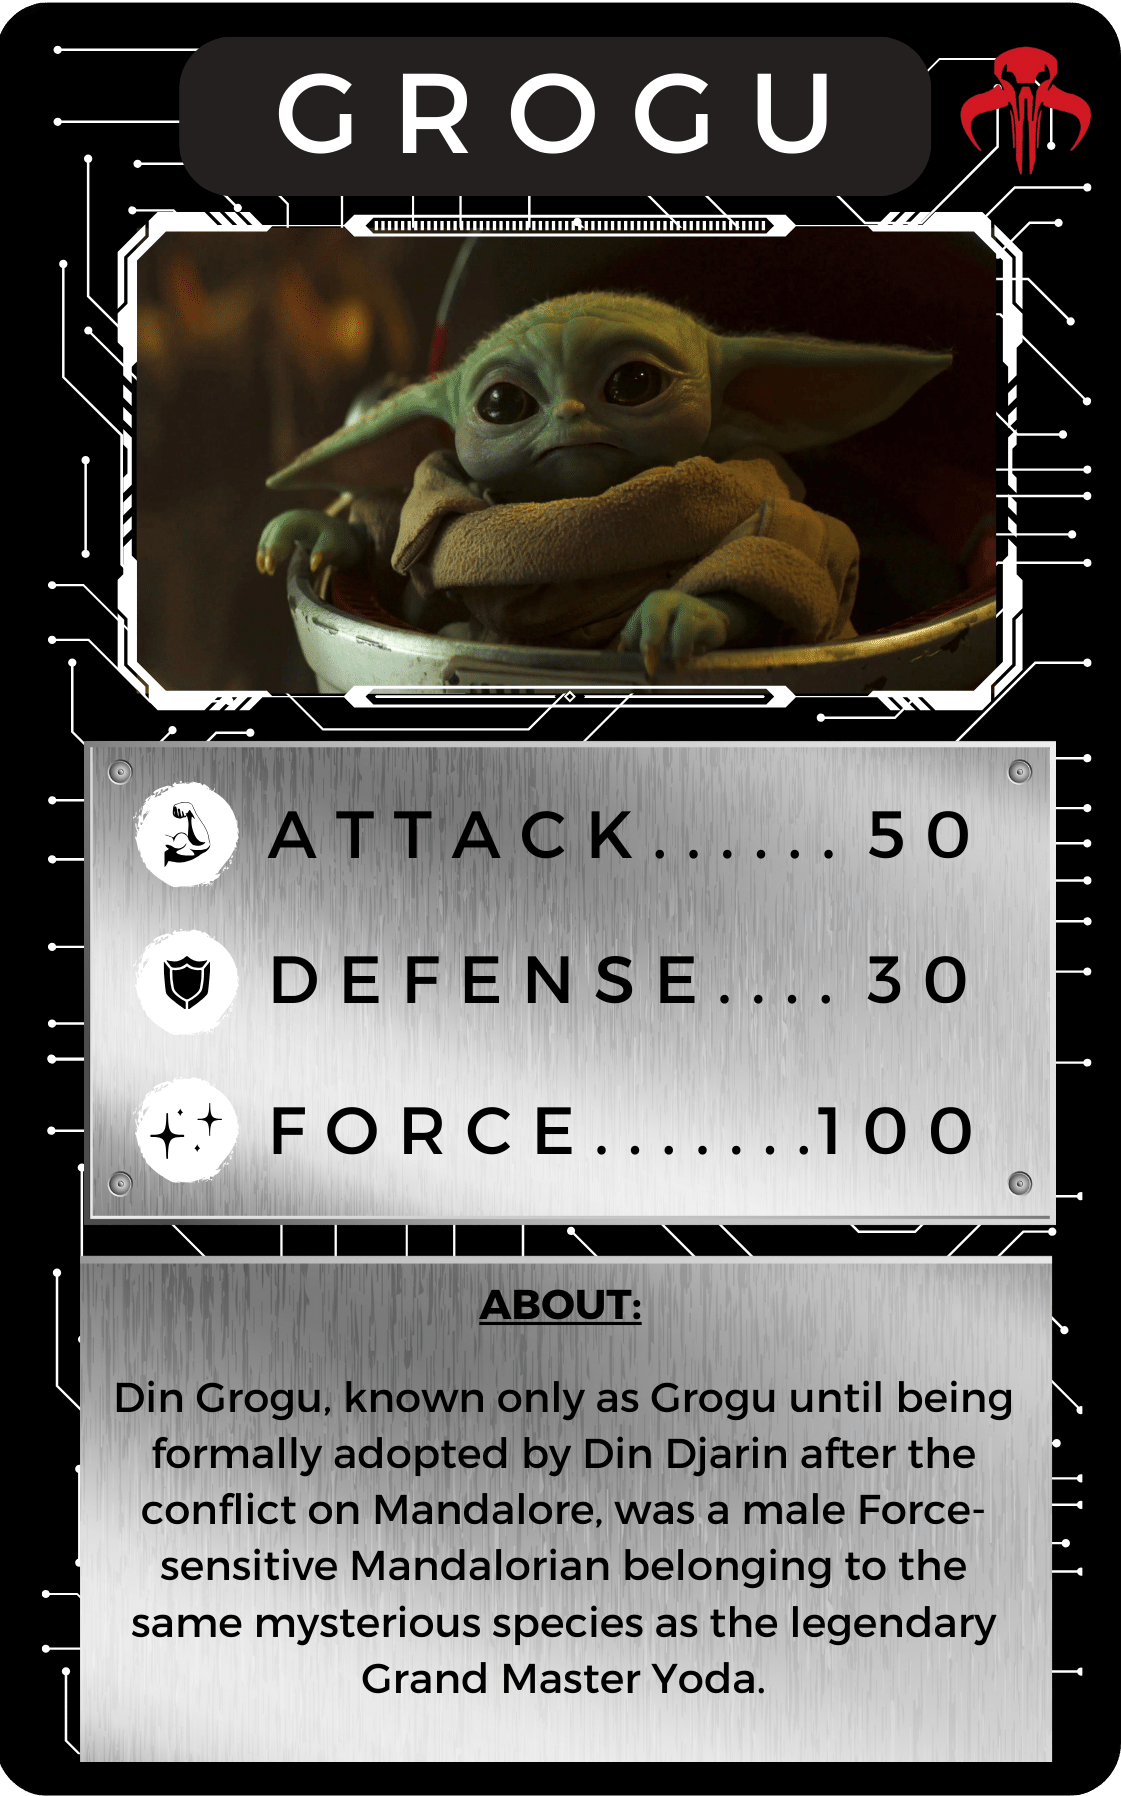 GROGU
ATTACK...... 50
DEFENSE.... 30
FORCE.......100
ABOUT:
Din Grogu, known only as Grogu until being
formally adopted by Din Djarin after the
conflict on Mandalore, was a male Force-
sensitive Mandalorian belonging to the
same mysterious species as the legendary
Grand Master Yoda.